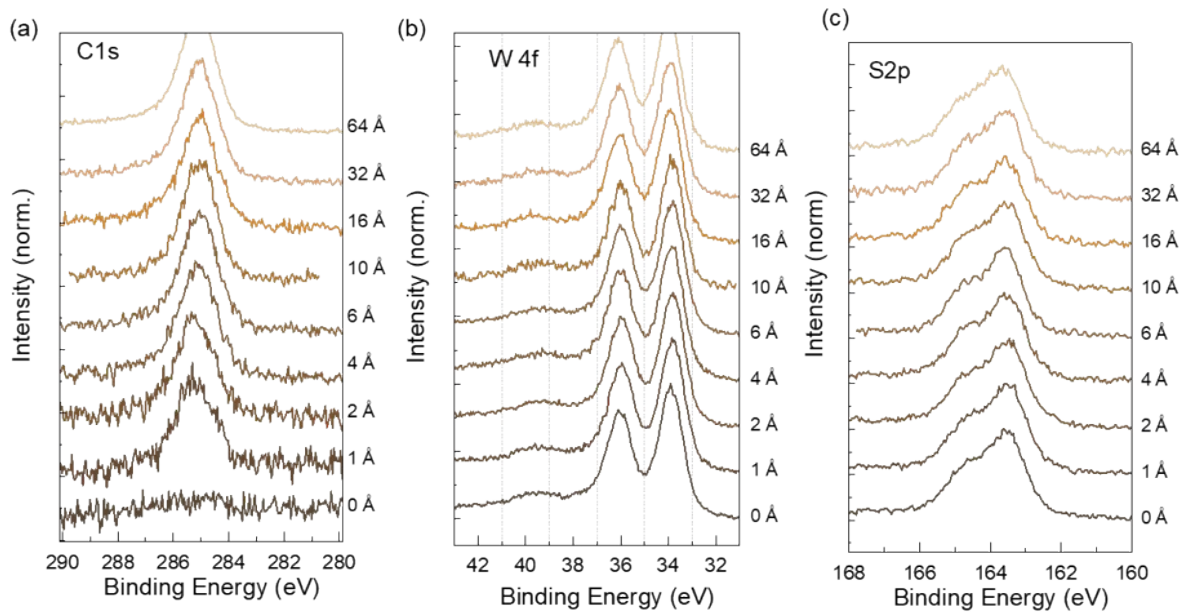 (a)
C1s
Intensity (norm.)
64 Å
32 Å
16 Å
10 Å
6 Å
4 Å
2 Å
1 Å
0 Å
290 288 286 284 282 280
Binding Energy (eV)
(b)
W 4f
Intensity (norm.)
64 Å
32 Å
16 Å
10 Å
6 Å
4 Å
2 Å
1 Å
0 Å
42 40 38 36 34 32
Binding Energy (eV)
(c)
S2p
Intensity (norm)
64 Å
32 Å
16 Å
10 Å
6 Å
4 Å
2 Å
1 Å
0 Å
168 166 164 162 160
Binding Energy (eV)